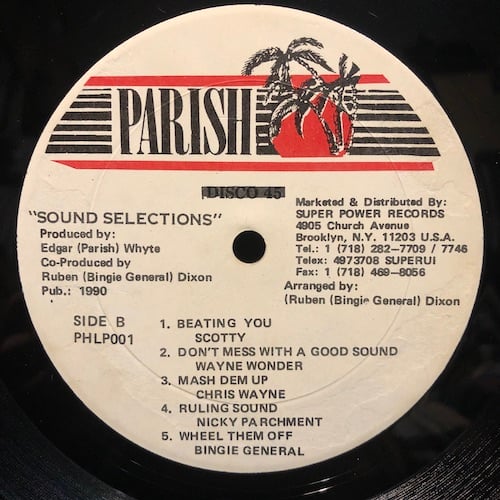 PARISH
DISCO 45
"SOUND SELECTIONS"
Produced by:
Edgar (Parish) Whyte
Co-Produced by
Ruben (Bingie General) Dixon
Pub.: 1990
Marketed & Distributed By:
SUPER POWER RECORDS
4905 Church Avenue
Brooklyn, N.Y. 11203 U.S.A.
Tel.: 1 (718) 282-7709 / 7746
Telex: 4973708 SUPERUI
Fax: 1 (718) 469-8056
Arranged by:
(Ruben (Bingie General) Dixon
SIDE B
PHLP001
1. BEATING YOU
SCOTTY
2. DON'T MESS WITH A GOOD SOUND
WAYNE WONDER
3. MASH DEM UP
CHRIS WAYNE
4. RULING SOUND
NICKY PARCHMENT
5. WHEEL THEM OFF
BINGIE GENERAL